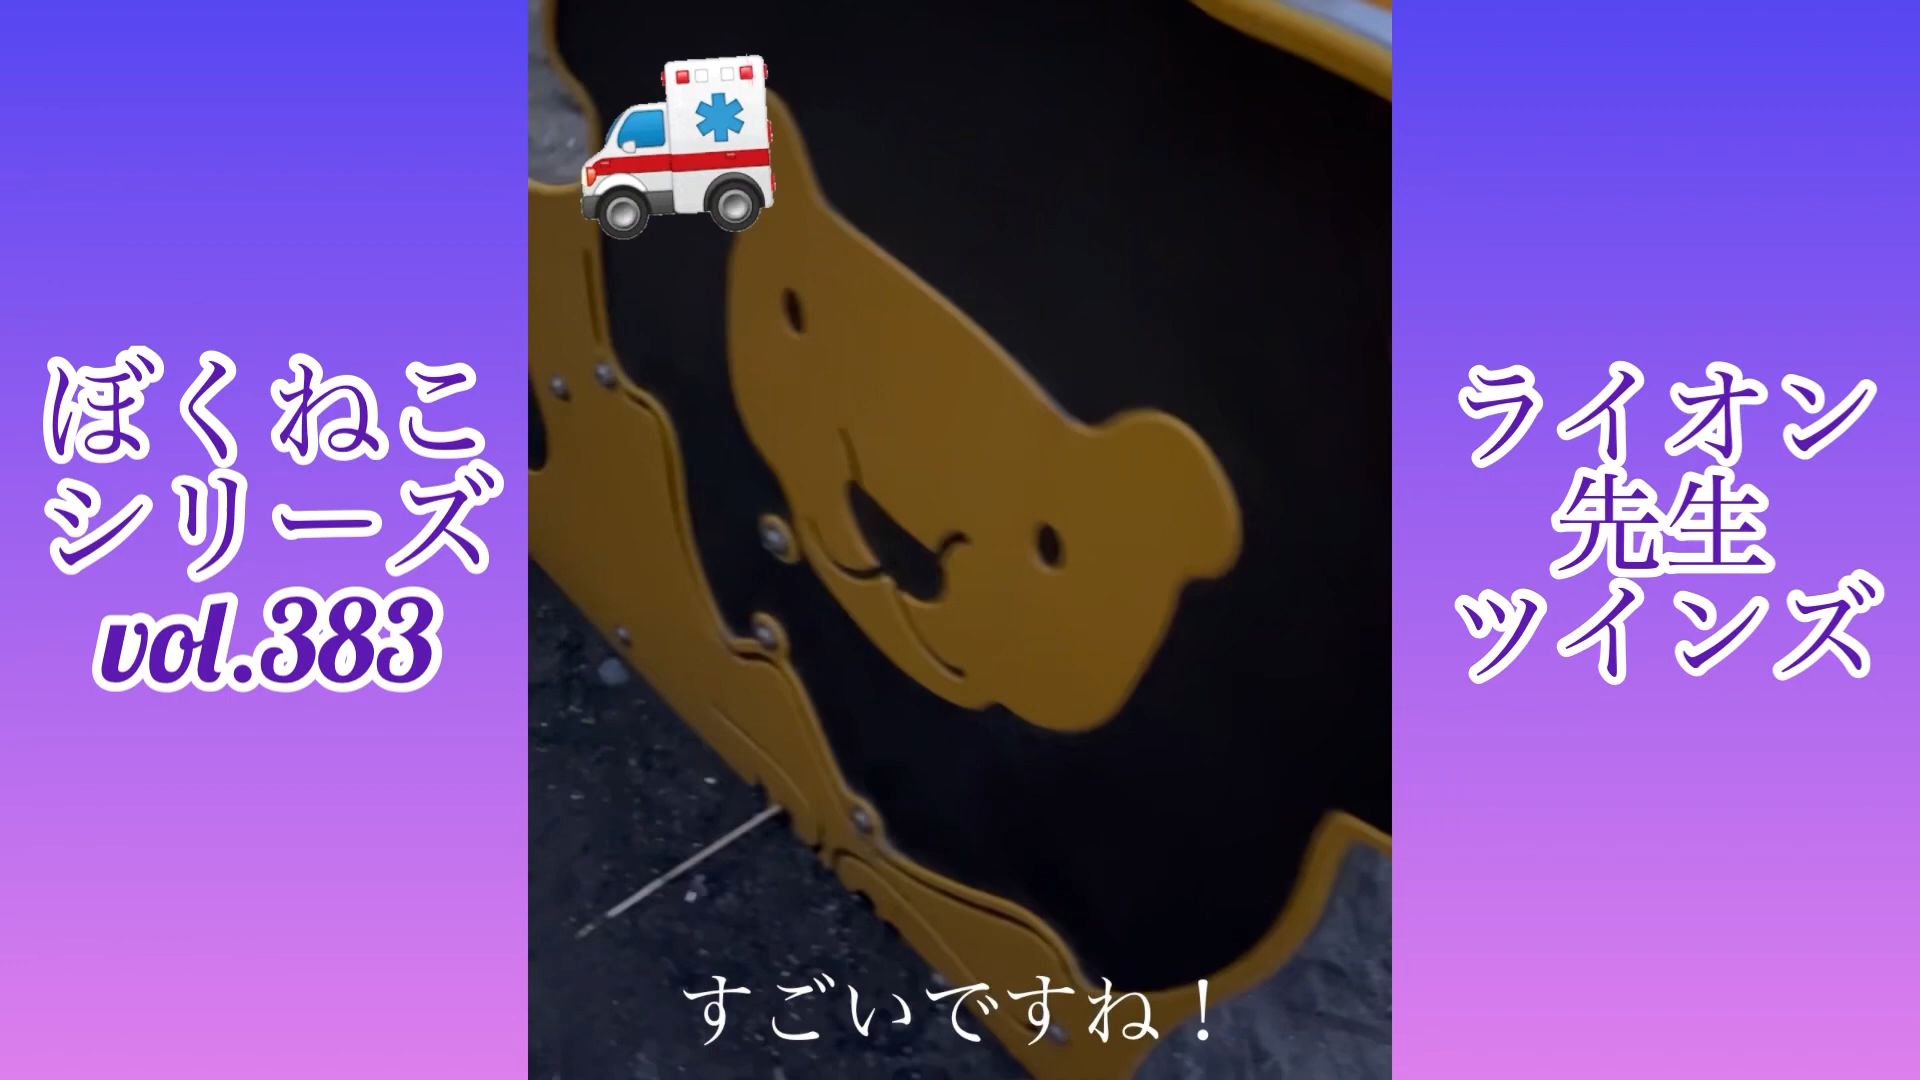 ぼくねこ
シリーズ
vol.383
ライオン
先生
ツインズ
すごいですね！